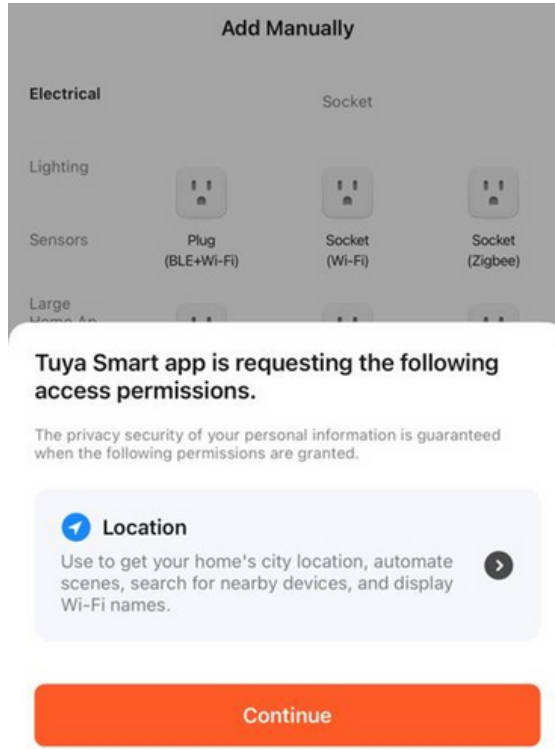 Add Manually
Electrical
Socket
Lighting
Sensors
Plug
(BLE+Wi-Fi)
Socket
(Wi-Fi)
Socket
(Zigbee)
Large
Home Ap
Tuya Smart app is requesting the following
access permissions.
The privacy security of your personal information is guaranteed
when the following permissions are granted.
Location
Use to get your home's city location, automate
scenes, search for nearby devices, and display
Wi-Fi names.
Continue